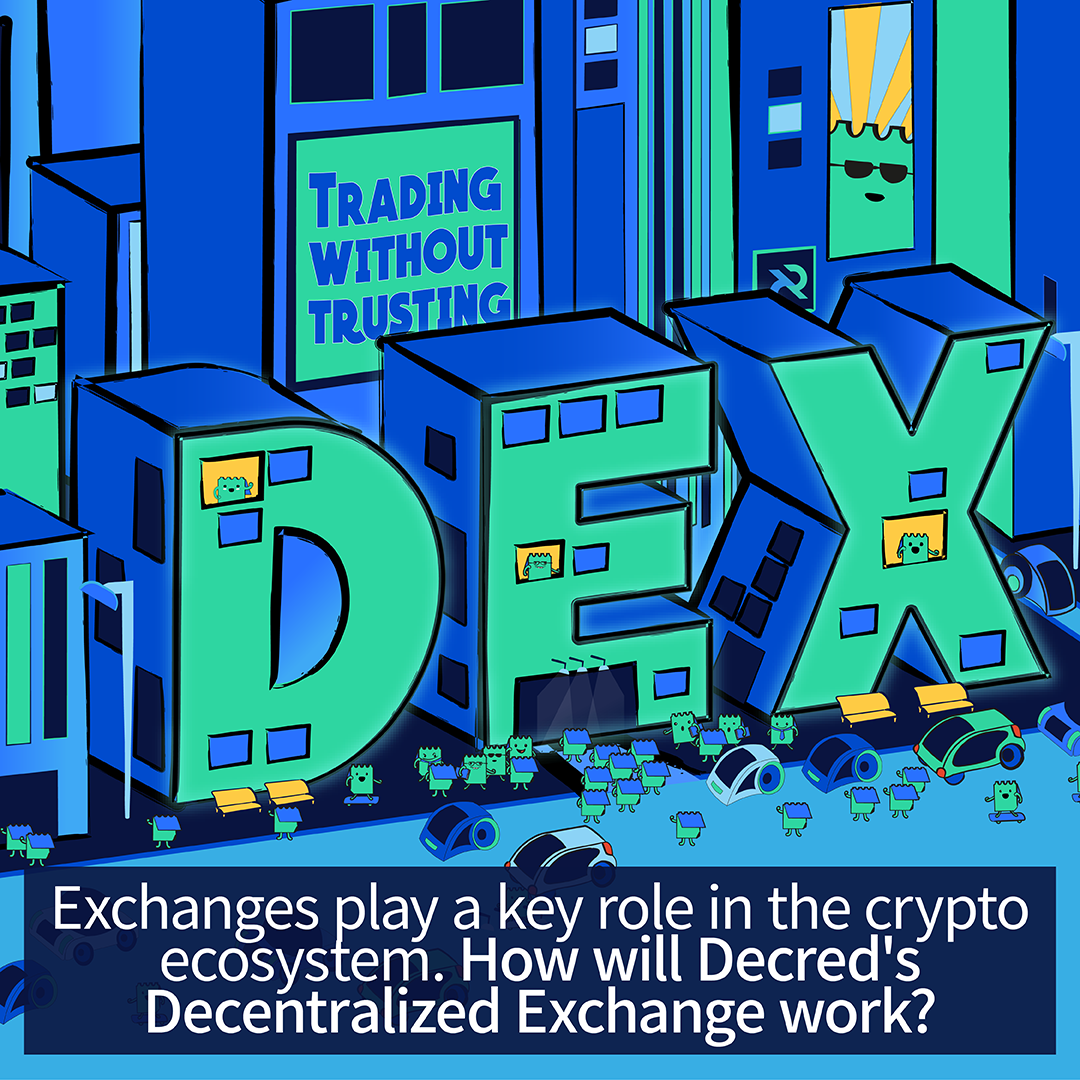 TRADING
WITHOUT
TRUSTING
DEX
Exchanges play a key role in the crypto
ecosystem. How will Decred's
Decentralized Exchange work?